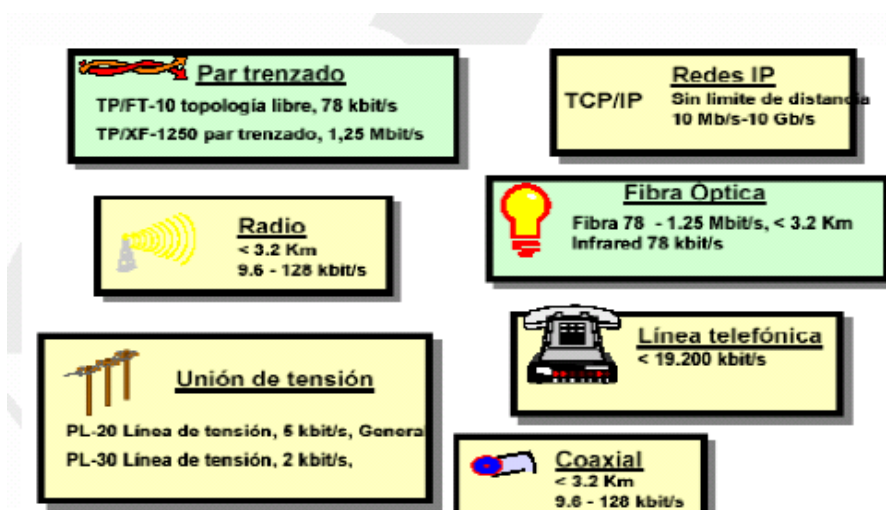 Par trenzado
TP/FT-10 topología libre, 78 kbit/s
TP/XF-1250 par trenzado, 1,25 Mbit/s
Redes IP
TCP/IP
Sin limite de distancia
10 Mb/s-10 Gb/s
Radio
< 3.2 Km
9.6 - 128 kbit/s
Fibra Óptica
Fibra 78 - 1.25 Mbit/s, < 3.2 Km
Infrared 78 kbit/s
Línea telefónica
< 19.200 kbit/s
Unión de tensión
PL-20 Línea de tensión, 5 kbit/s, General
PL-30 Línea de tensión, 2 kbit/s,
Coaxial
< 3.2 Km
9.6 - 128 kbit/s